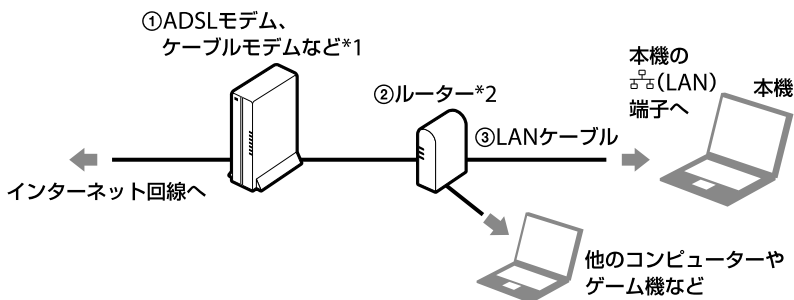 ①ADSLモデム、
ケーブルモデムなど*1
②ルーター*2
③LANケーブル
本機の
(LAN)
端子へ
本機
インターネット回線へ
他のコンピューターや
ゲーム機など